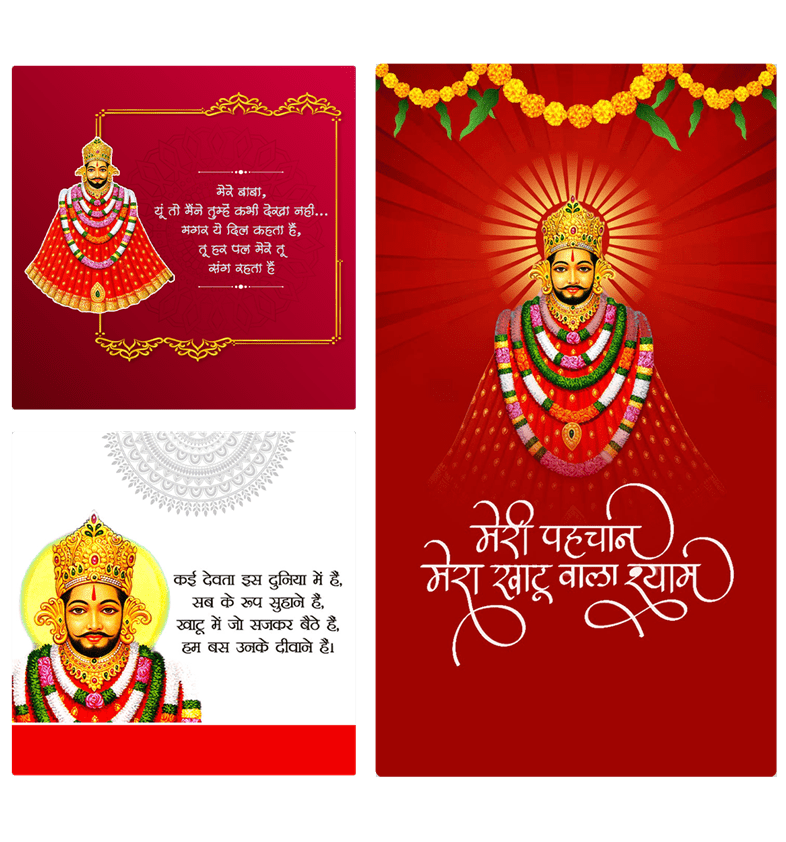 मेरे बाबा,
यूं तो मैंने तुम्हें कभी देखा नहीं...
मगर ये दिल कहता हैं,
तू हर पल मेरे तू
संग रहता हैं
कई देवता इस दुनिया में है,
सब के रूप सुहाने है,
खाटू में जो सजकर बैठे है,
हम बस उनके दीवाने है।
मेरी पहचान
मेरा खाटू वाला श्याम